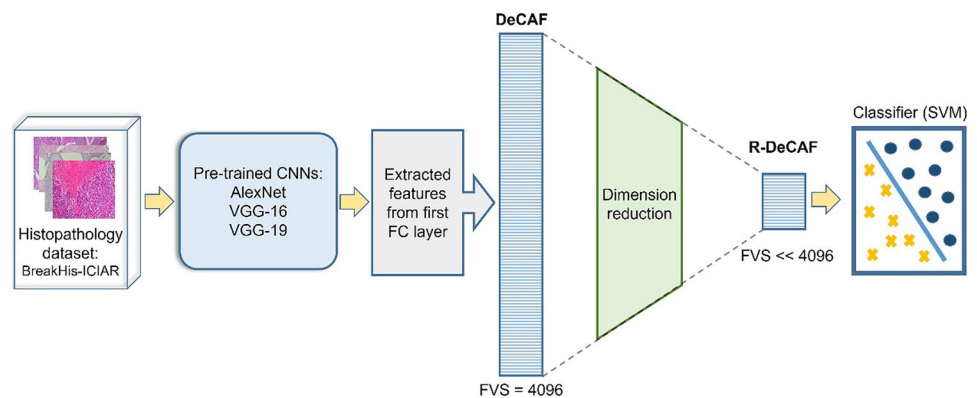 Histopathology
dataset:
BreakHis-ICIAR
Pre-trained CNNs:
AlexNet
VGG-16
VGG-19
Extracted
features
from first
FC layer
DeCAF
FVS = 4096
Dimension
reduction
R-DeCAF
FVS << 4096
Classifier (SVM)